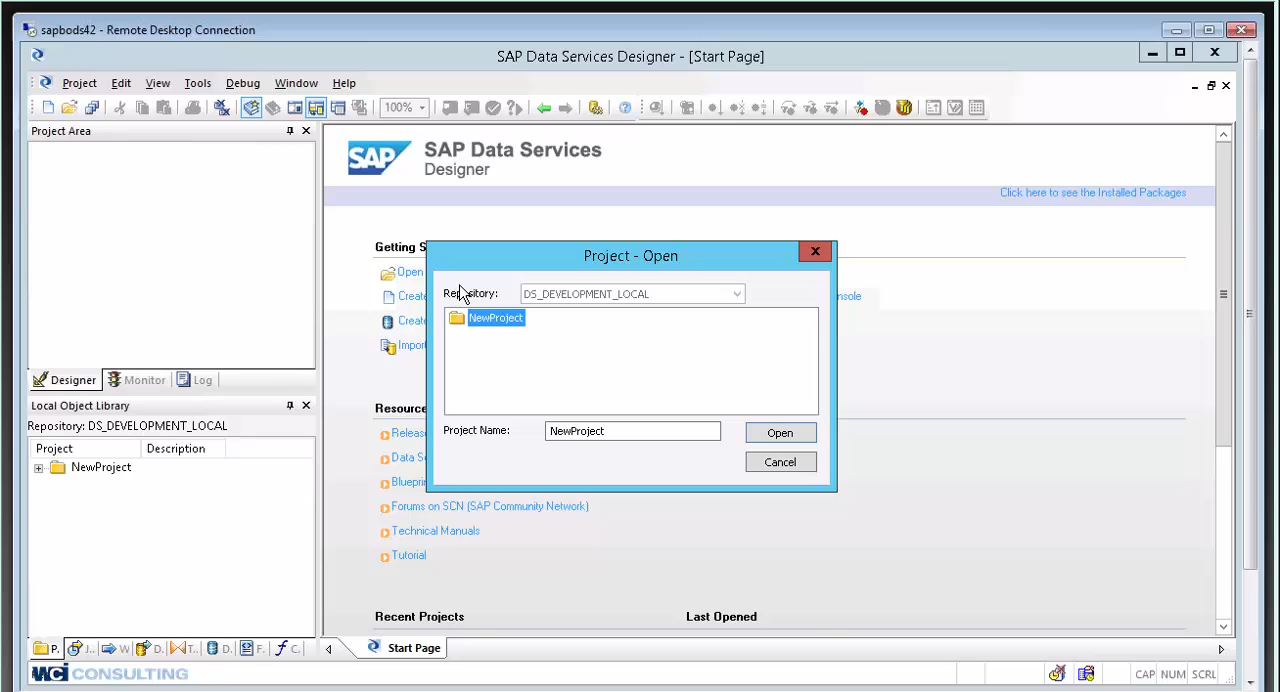 sapbods42 - Remote Desktop Connection
SAP Data Services Designer - [Start Page]
Project Edit View Tools Debug Window Help
100%
Project Area
SAP SAP Data Services
Designer
Click here to see the Installed Packages
Getting S
Open
Create
Create
Import
nsole
Project - Open
Repository: DS_DEVELOPMENT_LOCAL
NewProject
Project Name: NewProject Open
Cancel
Designer Monitor Log
Local Object Library
Repository: DS_DEVELOPMENT_LOCAL
Project Description
NewProject
Resource
Releas
Data Se
Blueprin
Forums on SCN (SAP Community Network)
Technical Manuals
Tutorial
Recent Projects Last Opened
P. J.. W D. T.. D. F. C.
Start Page
WCI CONSULTING
CAP NUM SCRL